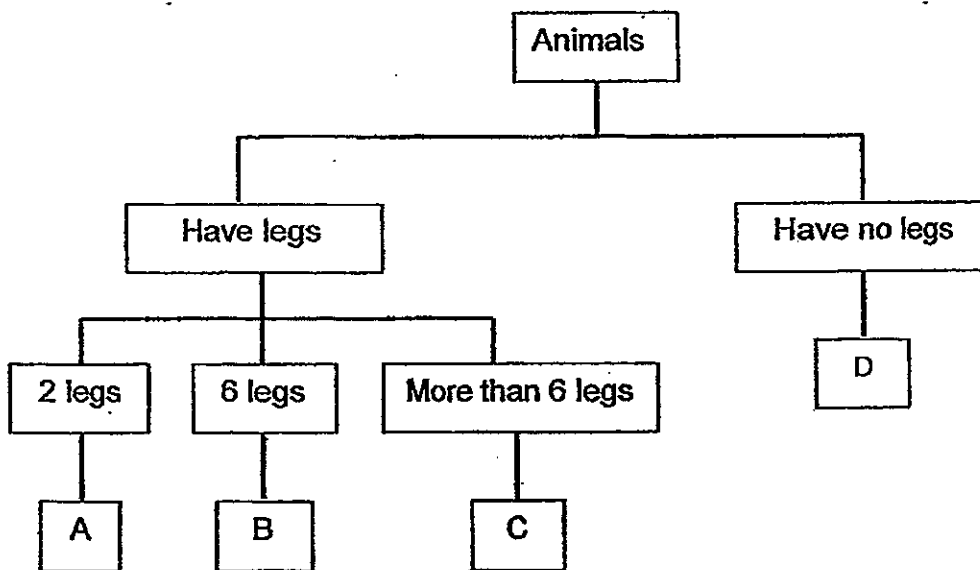 Animals
Have legs
Have no legs
2 legs
6 legs
More than 6 legs
D
A
B
C